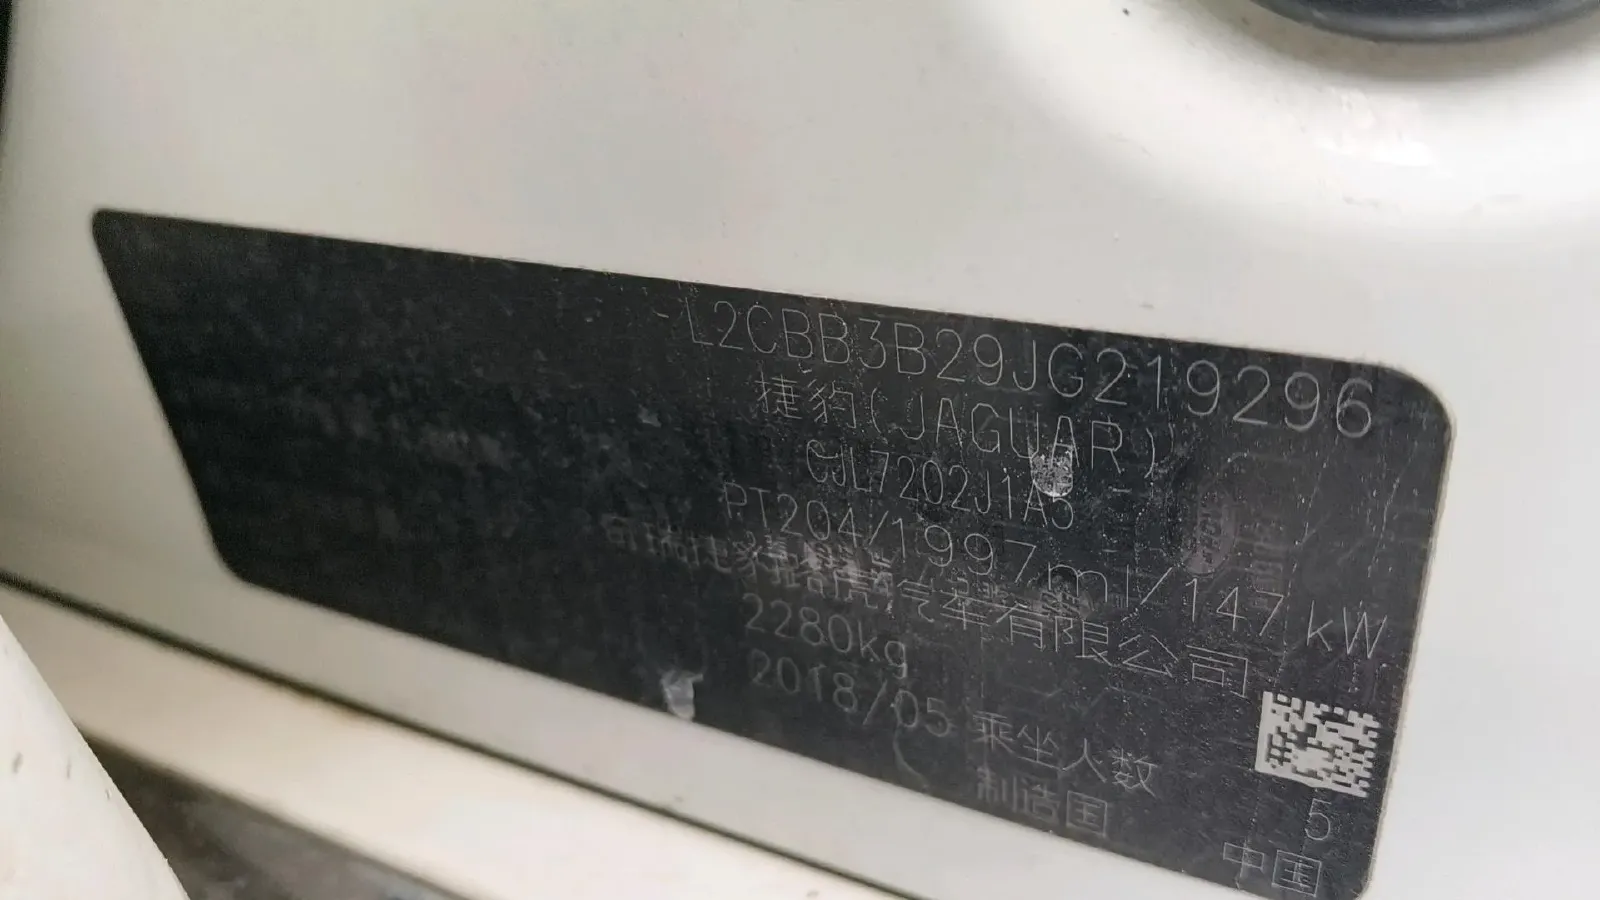 L2CBB3B29JG219296
捷豹(JAGUAR)
CJL7202J1A5
PT204/1997ml/147kW
奇瑞捷豹路虎汽车有限公司
2280kg
2018/05 乘坐人数 5
制造国 中国